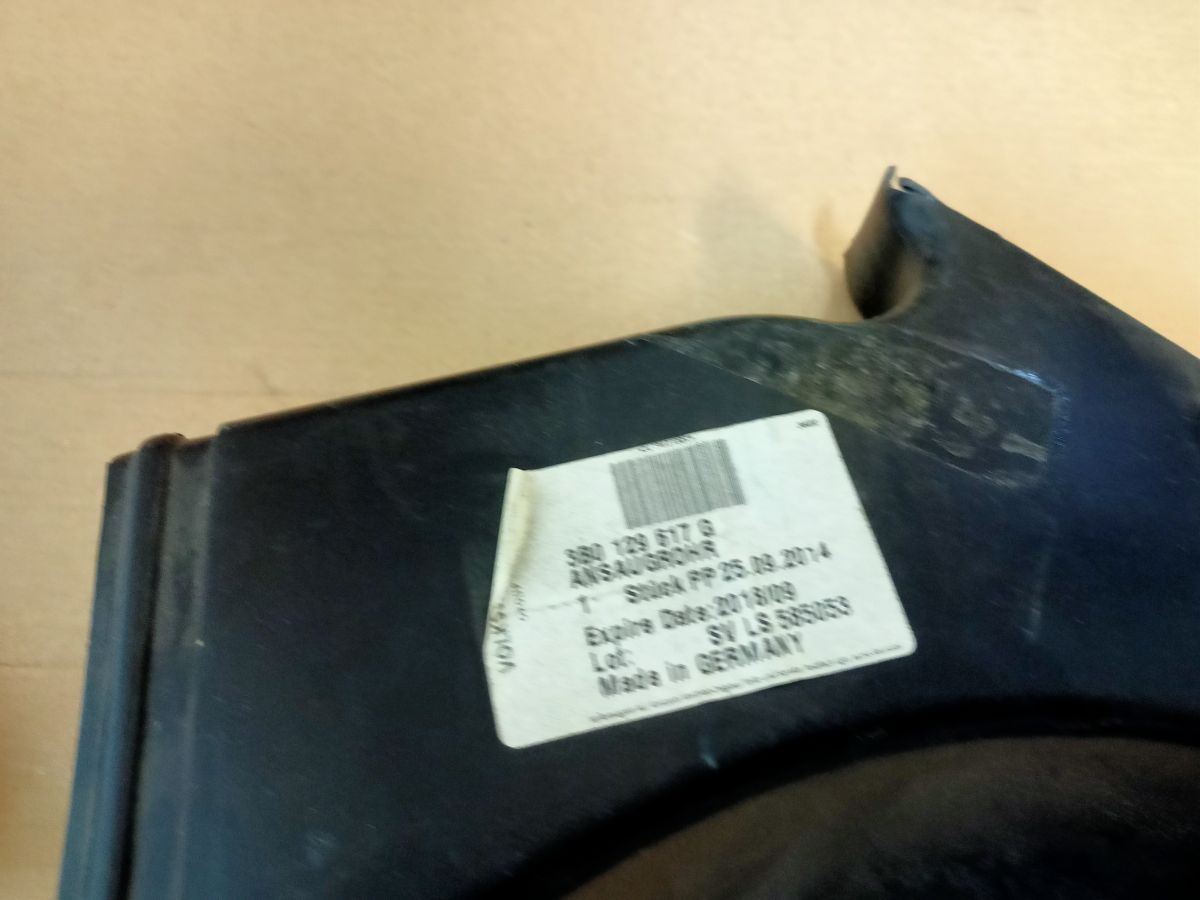 3B0 129 617 G
ANSAUGROHR
1 Stück PP 25.09.2014
Expire Date: 2018/09
Lot: SV LS 585053
Made in GERMANY